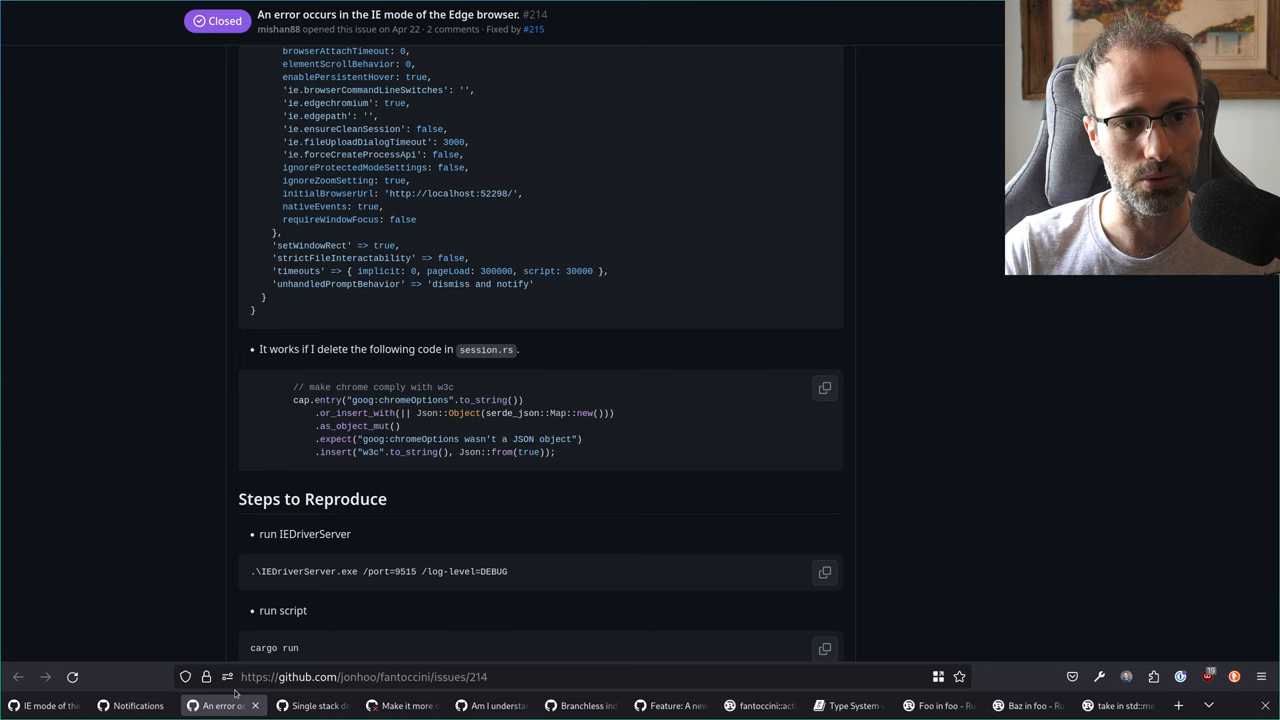 Closed
An error occurs in the IE mode of the Edge browser. #214
mishan88 opened this issue on Apr 22 · 2 comments · Fixed by #215
browserAttachTimeout: 0,
elementScrollBehavior: 0,
enablePersistentHover: true,
'ie.browserCommandLineSwitches': '',
'ie.edgechromium': true,
'ie.edgepath': '',
'ie.ensureCleanSession': false,
'ie.fileUploadDialogTimeout': 3000,
'ie.forceCreateProcessApi': false,
ignoreProtectedModeSettings: false,
ignoreZoomSetting: true,
initialBrowserUrl: 'http://localhost:52298/',
nativeEvents: true,
requireWindowFocus: false
},
'setWindowRect' => true,
'strictFileInteractability' => false,
'timeouts' => { implicit: 0, pageLoad: 300000, script: 30000 },
'unhandledPromptBehavior' => 'dismiss and notify'
}
}
• It works if I delete the following code in session.rs.
// make chrome comply with w3c
cap.entry("goog:chromeOptions".to_string())
.or_insert_with(|| Json::Object(serde_json::Map::new()))
.as_object_mut()
.expect("goog:chromeOptions wasn't a JSON object")
.insert("w3c".to_string(), Json::from(true));
Steps to Reproduce
• run IEDriverServer
.\IEDriverServer.exe /port=9515 /log-level=DEBUG
• run script
cargo run
https://github.com/jonhoo/fantoccini/issues/214
19
IE mode of the
Notifications
An error oc
Single stack de
Make it more
Am I understa
Branchless ind
Feature: A new
fantoccini::acti
Type System
Foo in foo - Ru
Baz in foo - Ru
take in std::me